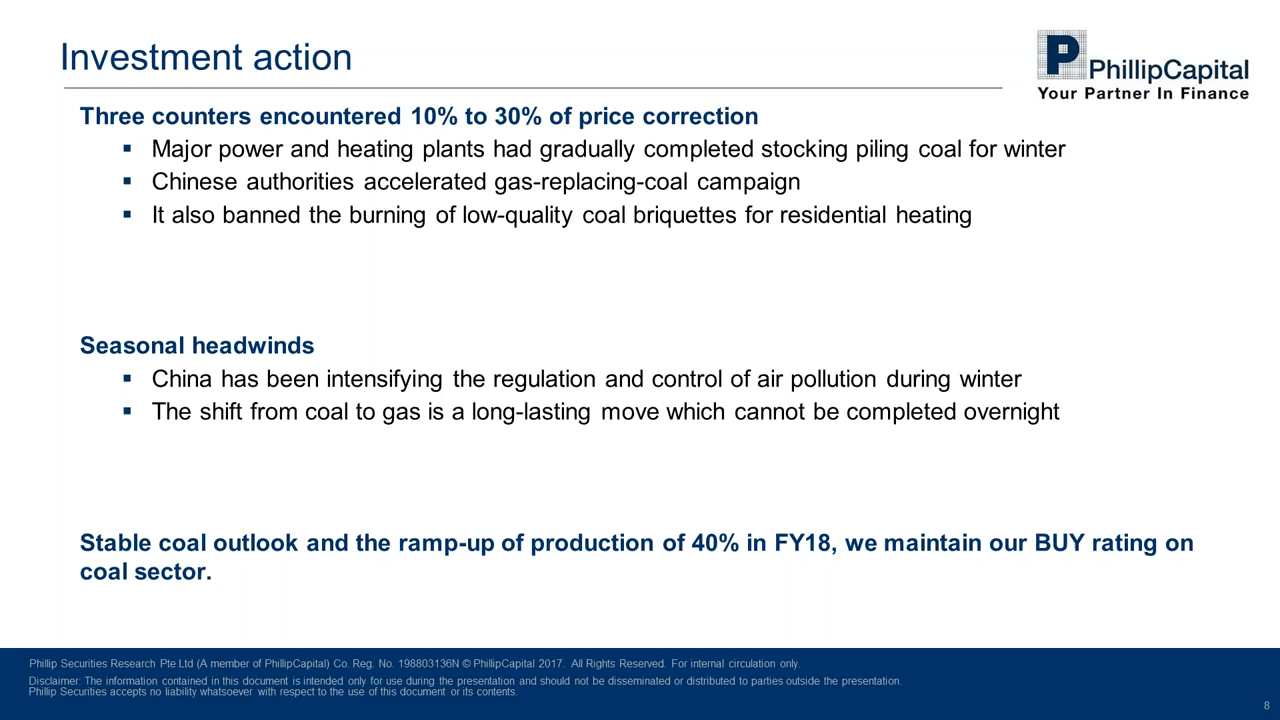 Investment action
P PhillipCapital
Your Partner In Finance
Three counters encountered 10% to 30% of price correction
▪ Major power and heating plants had gradually completed stocking piling coal for winter
▪ Chinese authorities accelerated gas-replacing-coal campaign
▪ It also banned the burning of low-quality coal briquettes for residential heating
Seasonal headwinds
▪ China has been intensifying the regulation and control of air pollution during winter
▪ The shift from coal to gas is a long-lasting move which cannot be completed overnight
Stable coal outlook and the ramp-up of production of 40% in FY18, we maintain our BUY rating on
coal sector.
Phillip Securities Research Pte Ltd (A member of PhillipCapital) Co. Reg. No. 198803136N © PhillipCapital 2017. All Rights Reserved. For internal circulation only.
Disclaimer: The information contained in this document is intended only for use during the presentation and should not be disseminated or distributed to parties outside the presentation.
Phillip Securities accepts no liability whatsoever with respect to the use of this document or its contents.
8